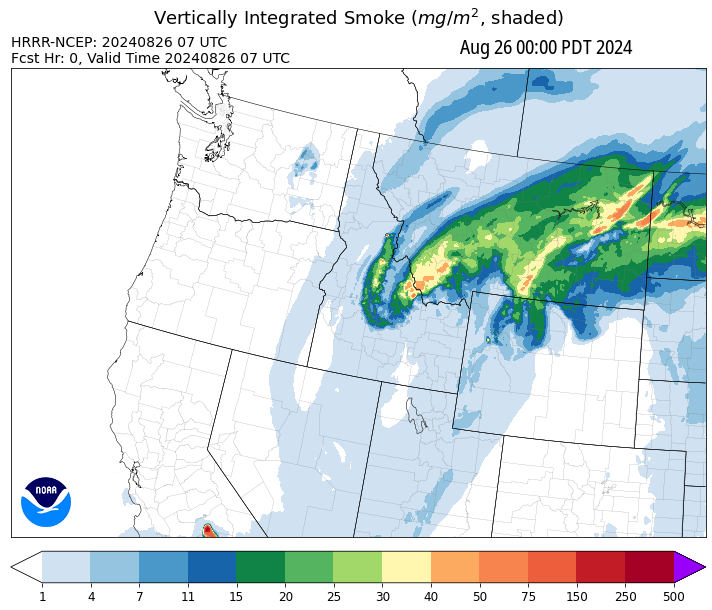 Vertically Integrated Smoke (mg/m², shaded)
HRRR-NCEP: 20240826 07 UTC
Fcst Hr: 0, Valid Time 20240826 07 UTC
Aug 26 00:00 PDT 2024
NOAA
1 4 7 11 15 20 25 30 40 50 75 150 250 500